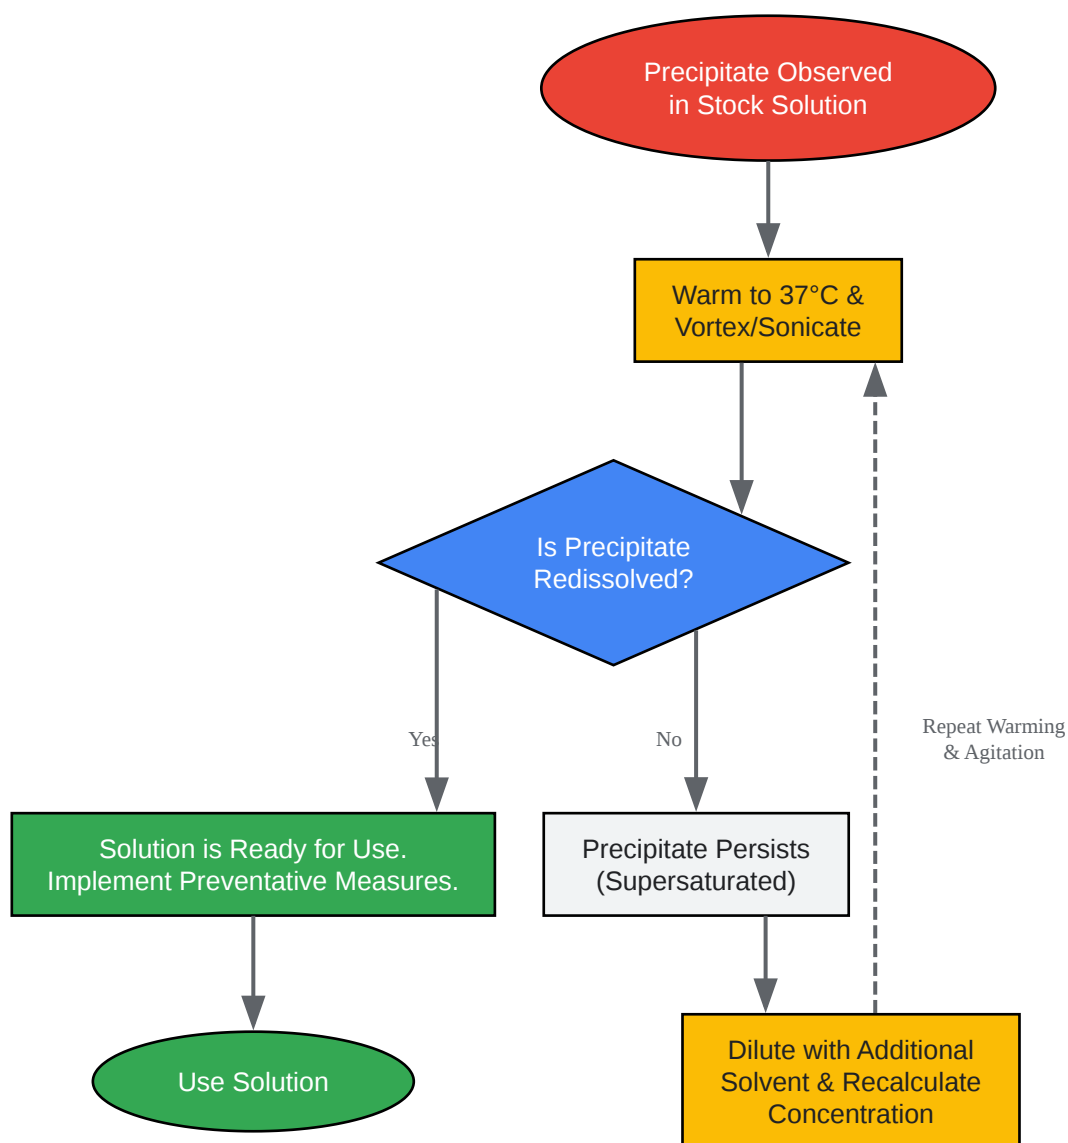 Precipitate Observed
in Stock Solution
Warm to 37°C &
Vortex/Sonicate
Is Precipitate
Redissolved?
Yes
No
Repeat Warming
& Agitation
Solution is Ready for Use.
Implement Preventative Measures.
Precipitate Persists
(Supersaturated)
Use Solution
Dilute with Additional
Solvent & Recalculate
Concentration